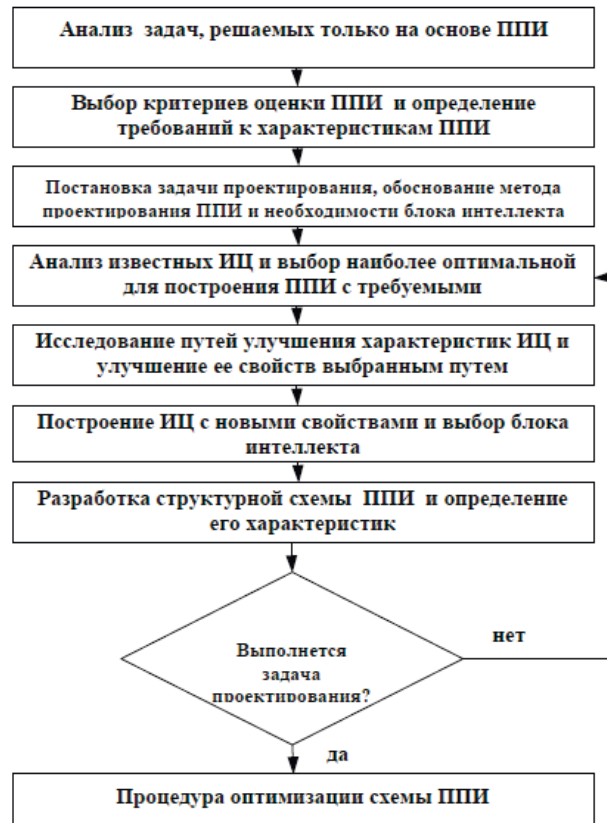 Анализ задач, решаемых только на основе ППИ
Выбор критериев оценки ППИ и определение
требований к характеристикам ППИ
Постановка задачи проектирования, обоснование метода
проектирования ППИ и необходимости блока интеллекта
Анализ известных ИЦ и выбор наиболее оптимальной
для построения ППИ с требуемыми
Исследование путей улучшения характеристик ИЦ и
улучшение ее свойств выбранным путем
Построение ИЦ с новыми свойствами и выбор блока
интеллекта
Разработка структурной схемы ППИ и определение
его характеристик
Выполнется
задача
проектирования?
нет
да
Процедура оптимизации схемы ППИ